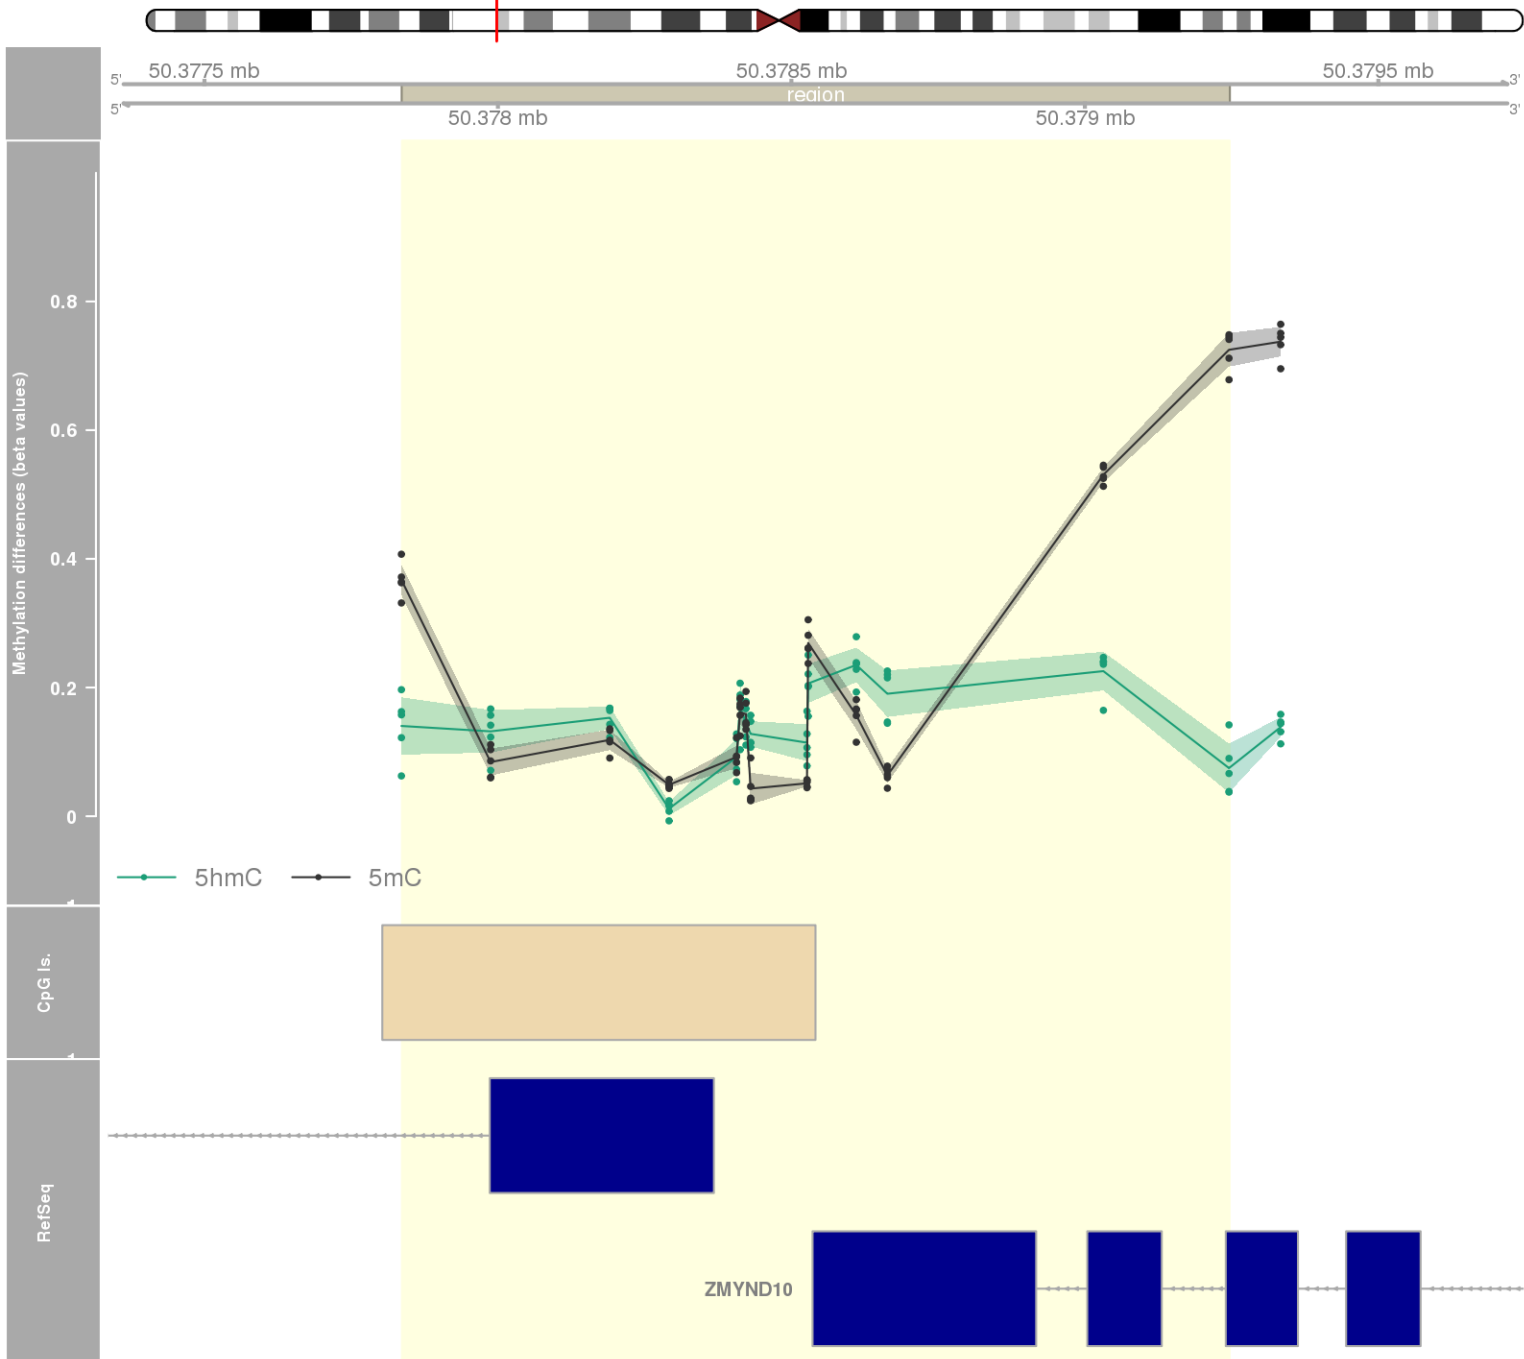 50.3775 mb 50.3785 mb 50.3795 mb
5' 3'
region
5' 3'
50.378 mb 50.379 mb
Methylation differences (beta values)
0.8
0.6
0.4
0.2
0
5hmC 5mC
CpG Is.
RefSeq
ZMYND10